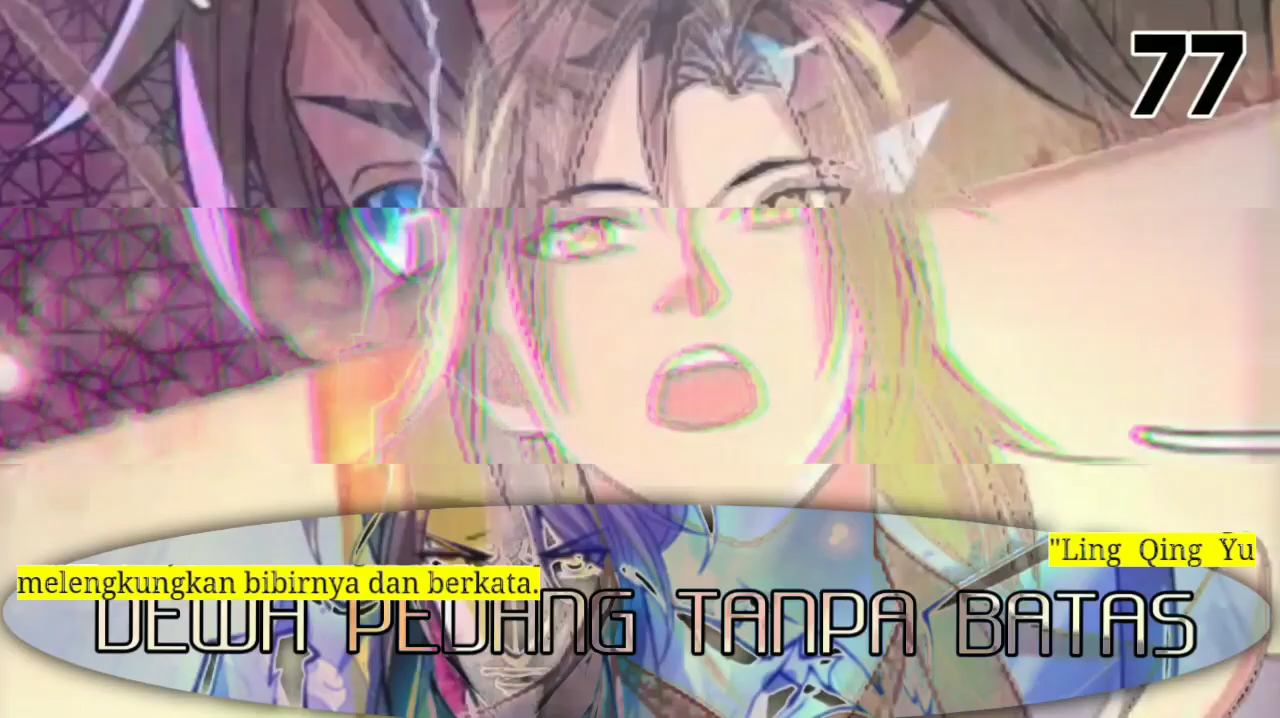 77
"Ling Qing Yu
melengkungkan bibirnya dan berkata.
DEWA PEDANG TANPA BATAS